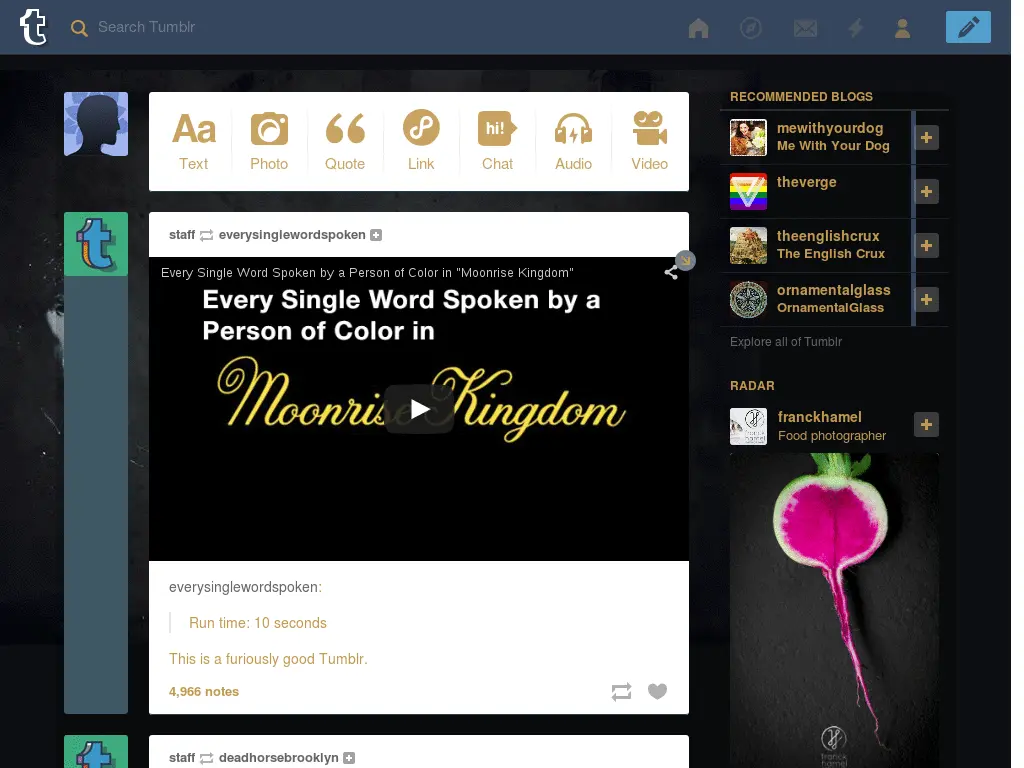 t
Search Tumblr
Aa
Text
Photo
Quote
Link
hi!
Chat
Audio
Video
staff everysinglewordspoken
Every Single Word Spoken by a Person of Color in "Moonrise Kingdom"
Every Single Word Spoken by a
Person of Color in
Moonrise Kingdom
everysinglewordspoken:
Run time: 10 seconds
This is a furiously good Tumblr.
4,966 notes
staff deadhorsebrooklyn
RECOMMENDED BLOGS
mewithyourdog
Me With Your Dog
theverge
theenglishcrux
The English Crux
ornamentalglass
OrnamentalGlass
Explore all of Tumblr
RADAR
franckhamel
Food photographer
franck
hamel